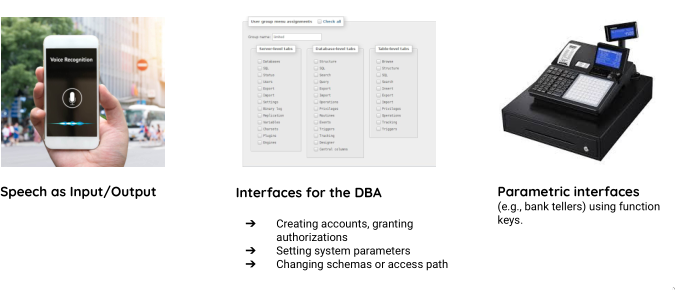 Voice Recognition
User group menu assignments
Check all
Group name:
Server-level tabs
Database-level tabs
Table-level tabs
Databases
SQL
Status
Users
Export
Import
Settings
Binary log
Replication
Variables
Charsets
Plugins
Engines
Structure
SQL
Search
Query
Export
Import
Operations
Privileges
Routines
Events
Triggers
Tracking
Designer
Central columns
Browse
Structure
SQL
Search
Insert
Export
Import
Privileges
Operations
Tracking
Triggers
Speech as Input/Output
Interfaces for the DBA
➔ Creating accounts, granting
authorizations
➔ Setting system parameters
➔ Changing schemas or access path
Parametric interfaces
(e.g., bank tellers) using function
keys.